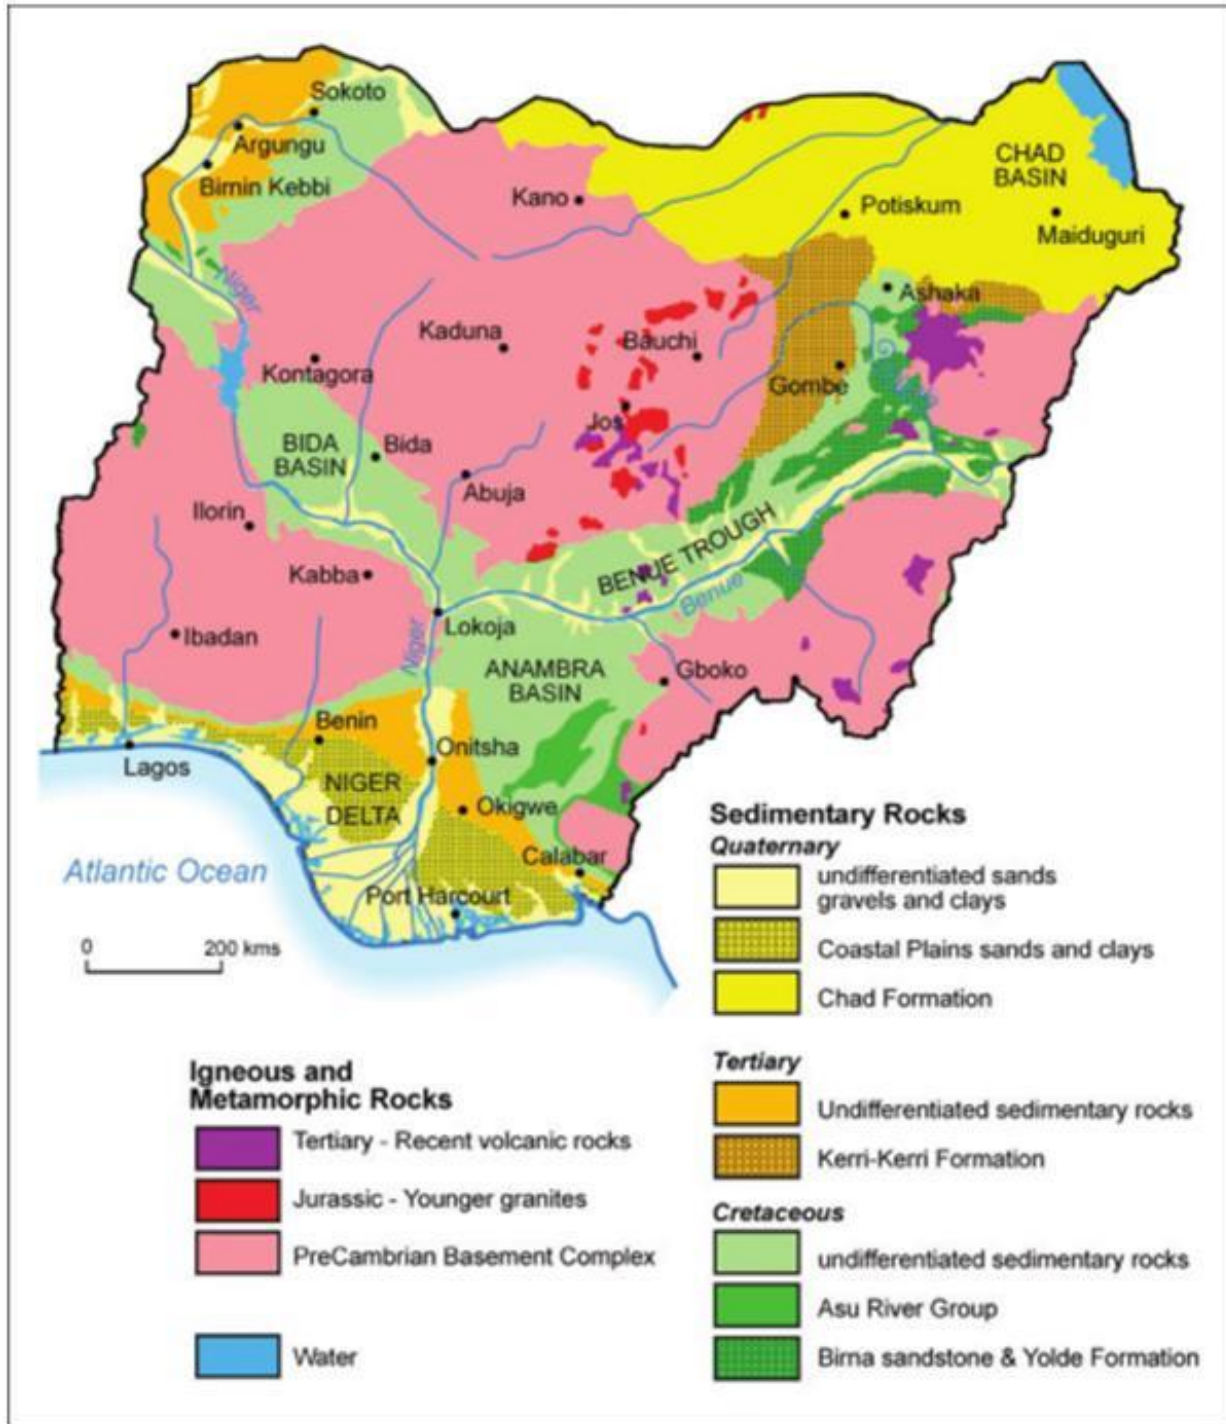 Sokoto
Argungu
Birnin Kebbi
Kano
CHAD
BASIN
Potiskum
Maiduguri
Niger
Ashaka
Kaduna
Bauchi
Kontagora
Gombe
Jos
BIDA
BASIN
Bida
Abuja
Ilorin
BENUE TROUGH
Kabba
Benue
Lokoja
Ibadan
Niger
ANAMBRA
BASIN
Gboko
Benin
Onitsha
Lagos
NIGER
DELTA
Okigwe
Calabar
Atlantic Ocean
Port Harcourt
0 200 kms
Sedimentary Rocks
Quaternary
undifferentiated sands
gravels and clays
Coastal Plains sands and clays
Chad Formation
Tertiary
Undifferentiated sedimentary rocks
Kerri-Kerri Formation
Cretaceous
undifferentiated sedimentary rocks
Asu River Group
Birna sandstone & Yolde Formation
Igneous and
Metamorphic Rocks
Tertiary - Recent volcanic rocks
Jurassic - Younger granites
PreCambrian Basement Complex
Water